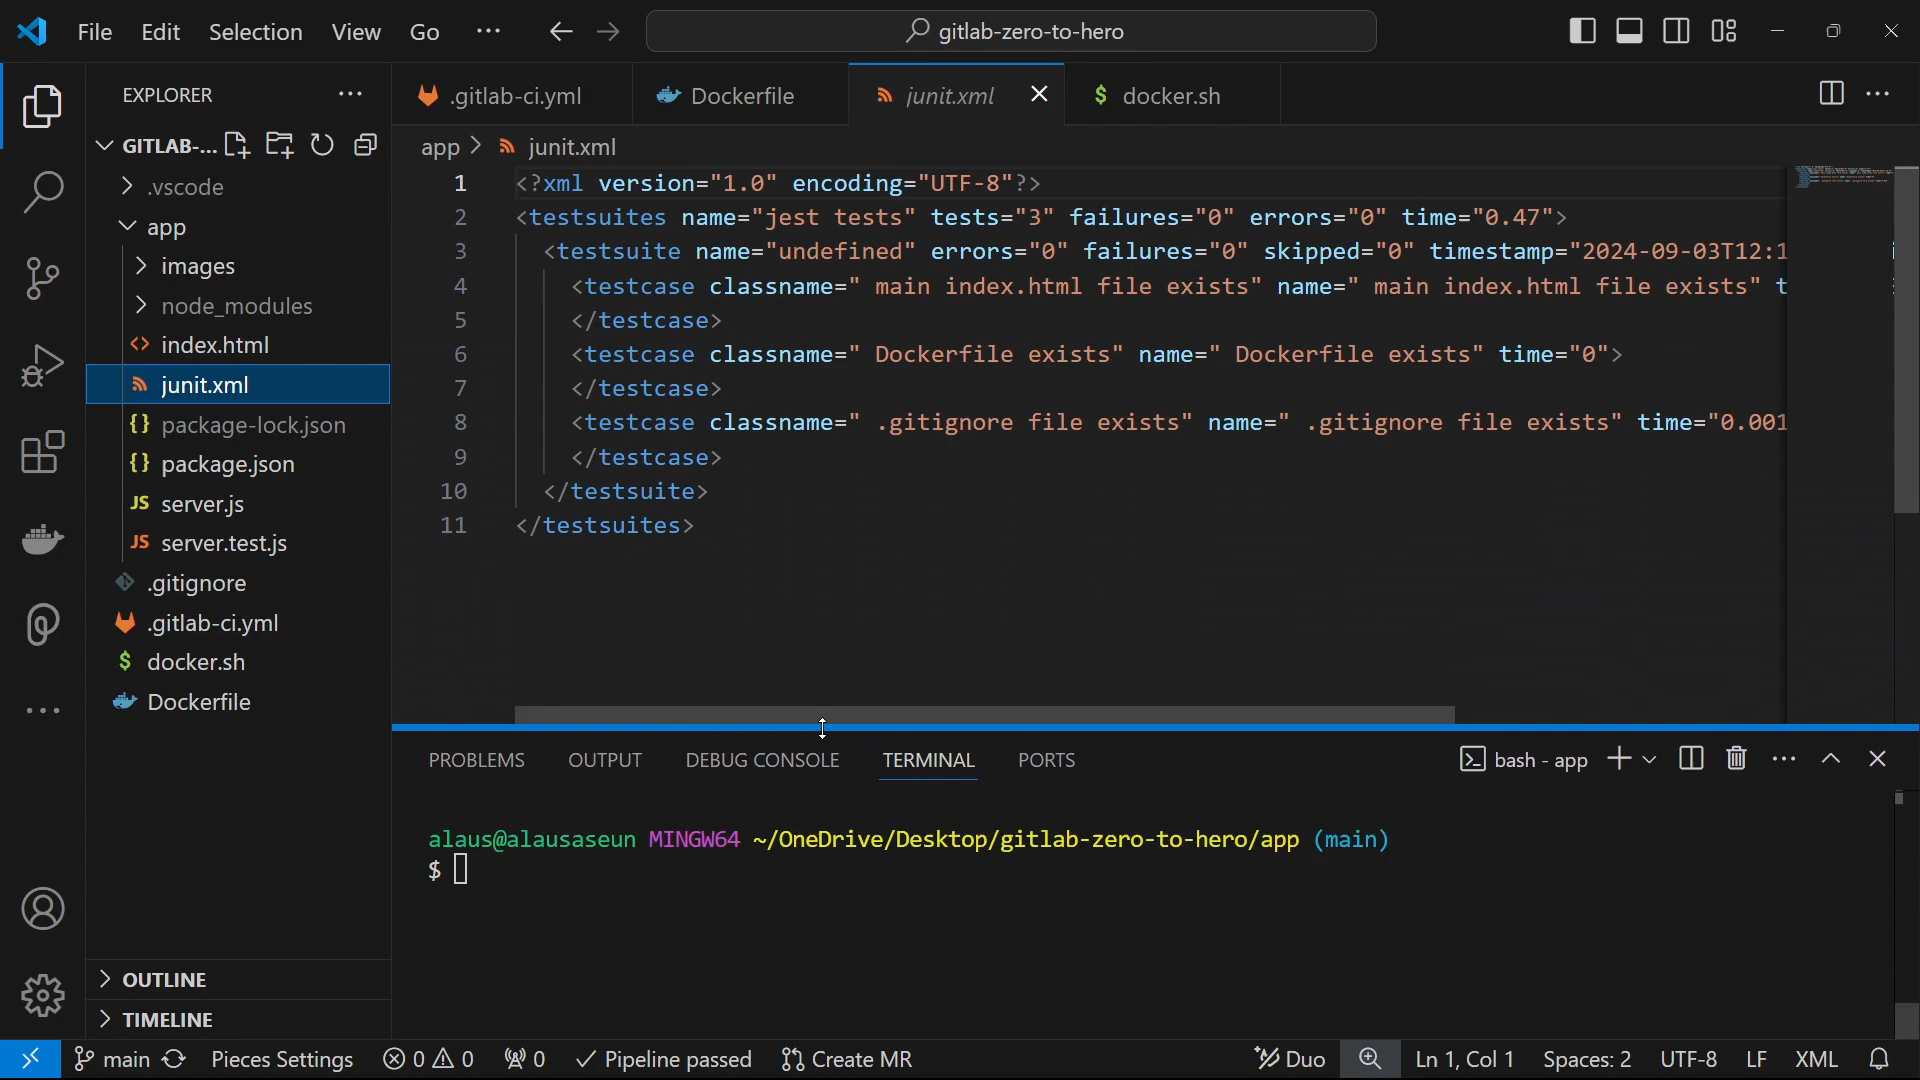 File Edit Selection View Go ··· gitlab-zero-to-hero
EXPLORER
GITLAB-...
.vscode
app
images
node_modules
index.html
junit.xml
package-lock.json
package.json
JS server.js
JS server.test.js
.gitignore
.gitlab-ci.yml
$ docker.sh
Dockerfile
OUTLINE
TIMELINE
.gitlab-ci.yml Dockerfile junit.xml $ docker.sh
app > junit.xml
1 <?xml version="1.0" encoding="UTF-8"?>
2 <testsuites name="jest tests" tests="3" failures="0" errors="0" time="0.47">
3 <testsuite name="undefined" errors="0" failures="0" skipped="0" timestamp="2024-09-03T12:1
4 <testcase classname=" main index.html file exists" name=" main index.html file exists" t
5 </testcase>
6 <testcase classname=" Dockerfile exists" name=" Dockerfile exists" time="0">
7 </testcase>
8 <testcase classname=" .gitignore file exists" name=" .gitignore file exists" time="0.001
9 </testcase>
10 </testsuite>
11 </testsuites>
PROBLEMS OUTPUT DEBUG CONSOLE TERMINAL PORTS bash - app
alaus@alausaseun MINGW64 ~/OneDrive/Desktop/gitlab-zero-to-hero/app (main)
$
main Pieces Settings 0 0 0 Pipeline passed Create MR Duo Ln 1, Col 1 Spaces: 2 UTF-8 LF XML